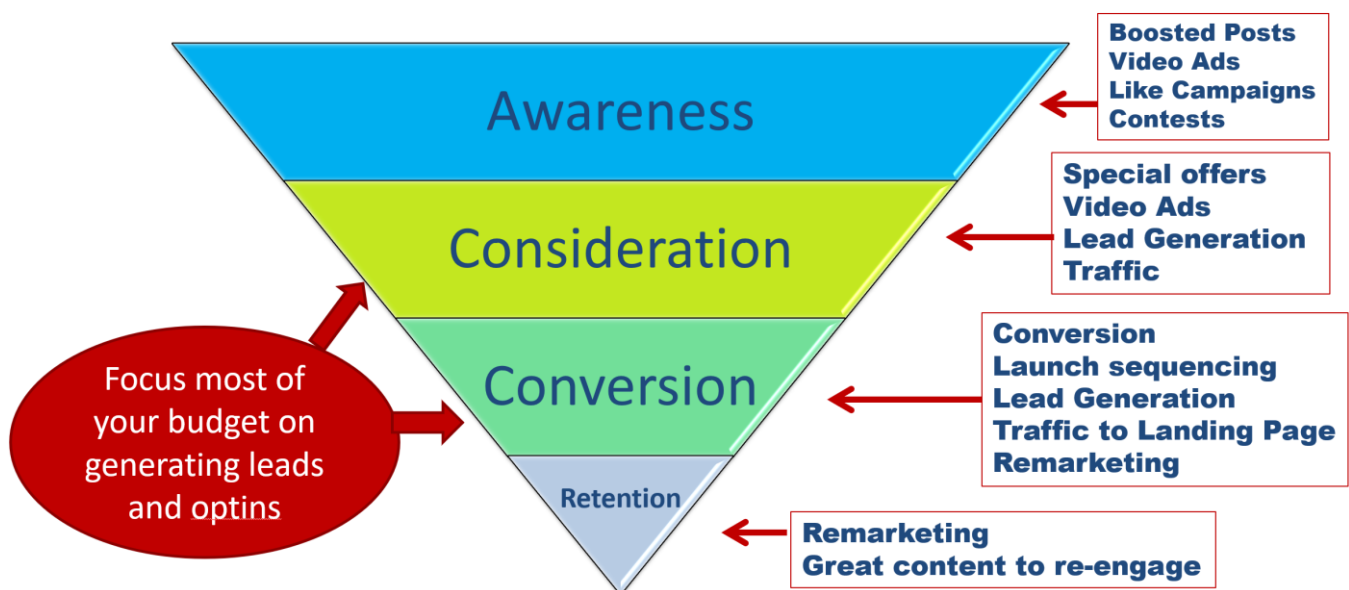 Awareness
Boosted Posts
Video Ads
Like Campaigns
Contests
Consideration
Special offers
Video Ads
Lead Generation
Traffic
Focus most of
your budget on
generating leads
and optins
Conversion
Conversion
Launch sequencing
Lead Generation
Traffic to Landing Page
Remarketing
Retention
Remarketing
Great content to re-engage